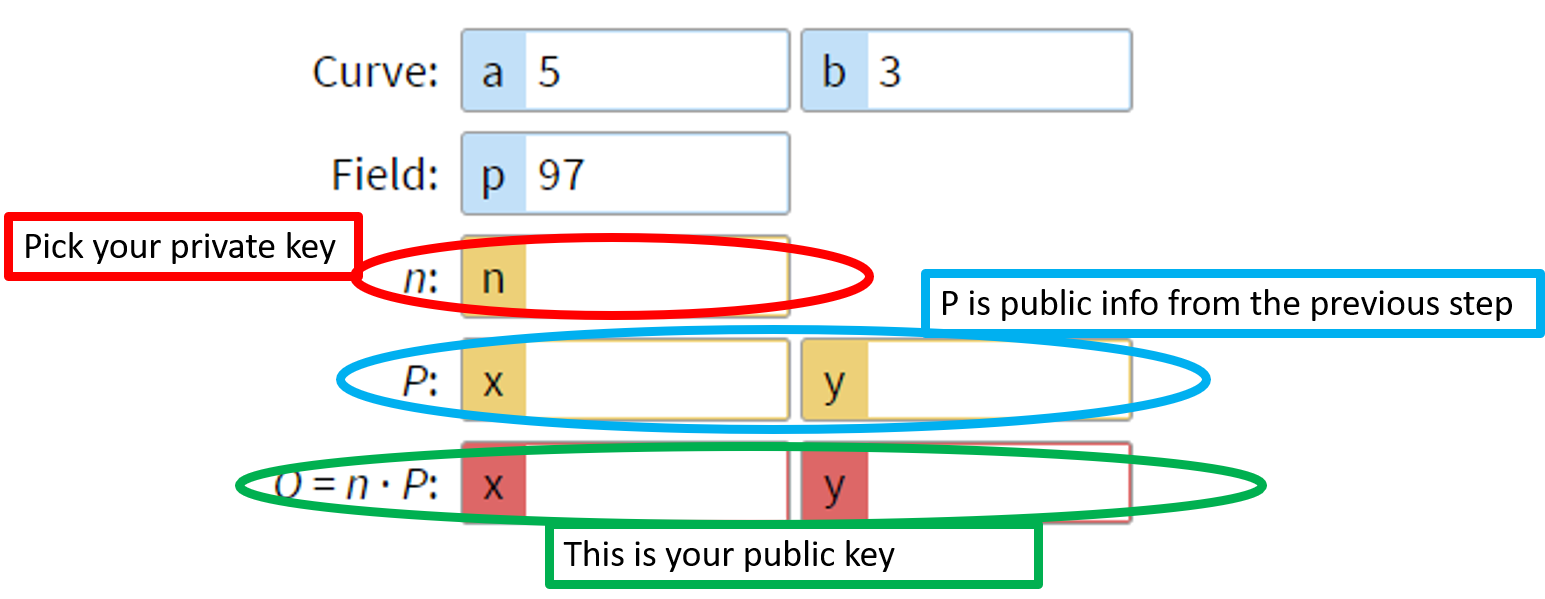 Curve: a 5 b 3
Field: p 97
Pick your private key
n: n
P is public info from the previous step
P: x y
Q = n · P: x y
This is your public key